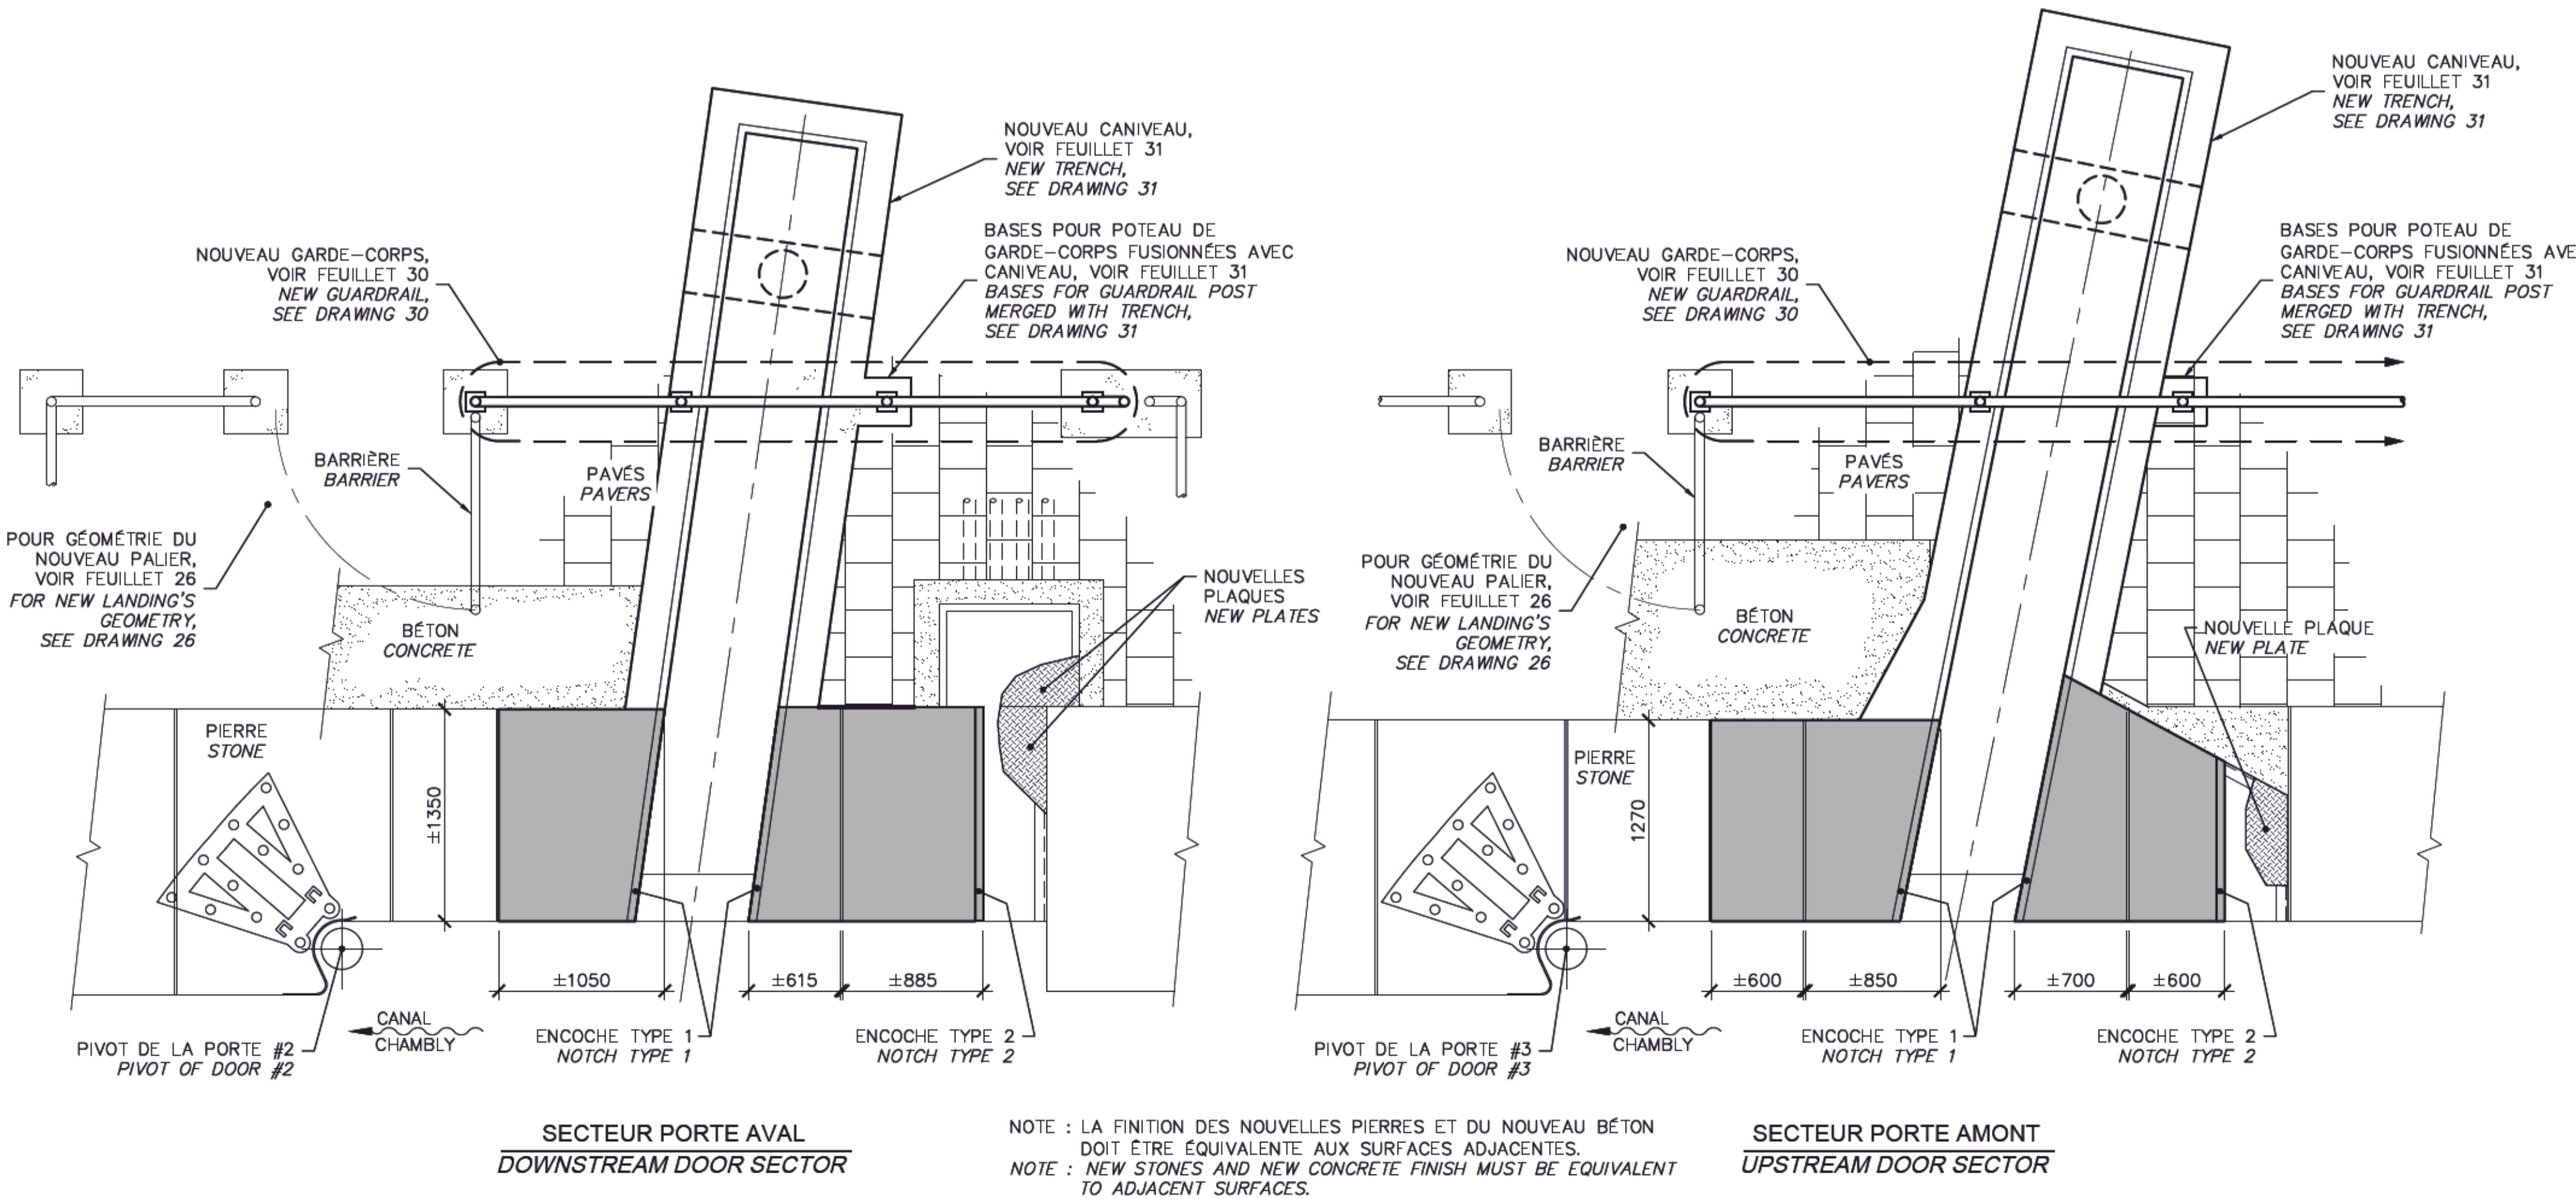 NOUVEAU CANIVEAU,
VOIR FEUILLET 31
NEW TRENCH,
SEE DRAWING 31
BASES POUR POTEAU DE
GARDE-CORPS FUSIONNÉES AVEC
CANIVEAU, VOIR FEUILLET 31
BASES FOR GUARDRAIL POST
MERGED WITH TRENCH,
SEE DRAWING 31
NOUVEAU GARDE-CORPS,
VOIR FEUILLET 30
NEW GUARDRAIL,
SEE DRAWING 30
BARRIÈRE
BARRIER
PAVÉS
PAVERS
POUR GÉOMÉTRIE DU
NOUVEAU PALIER,
VOIR FEUILLET 26
FOR NEW LANDING'S
GEOMETRY,
SEE DRAWING 26
BÉTON
CONCRETE
NOUVELLES
PLAQUES
NEW PLATES
PIERRE
STONE
±1350
±1050
±615
±885
CANAL
CHAMBLY
PIVOT DE LA PORTE #2
PIVOT OF DOOR #2
ENCOCHE TYPE 1
NOTCH TYPE 1
ENCOCHE TYPE 2
NOTCH TYPE 2
SECTEUR PORTE AVAL
DOWNSTREAM DOOR SECTOR
NOUVEAU CANIVEAU,
VOIR FEUILLET 31
NEW TRENCH,
SEE DRAWING 31
BASES POUR POTEAU DE
GARDE-CORPS FUSIONNÉES AVE
CANIVEAU, VOIR FEUILLET 31
BASES FOR GUARDRAIL POST
MERGED WITH TRENCH,
SEE DRAWING 31
NOUVEAU GARDE-CORPS,
VOIR FEUILLET 30
NEW GUARDRAIL,
SEE DRAWING 30
BARRIÈRE
BARRIER
PAVÉS
PAVERS
POUR GÉOMÉTRIE DU
NOUVEAU PALIER,
VOIR FEUILLET 26
FOR NEW LANDING'S
GEOMETRY,
SEE DRAWING 26
BÉTON
CONCRETE
NOUVELLE PLAQUE
NEW PLATE
PIERRE
STONE
1270
±600
±850
±700
±600
CANAL
CHAMBLY
PIVOT DE LA PORTE #3
PIVOT OF DOOR #3
ENCOCHE TYPE 1
NOTCH TYPE 1
ENCOCHE TYPE 2
NOTCH TYPE 2
SECTEUR PORTE AMONT
UPSTREAM DOOR SECTOR
NOTE : LA FINITION DES NOUVELLES PIERRES ET DU NOUVEAU BÉTON
DOIT ÊTRE ÉQUIVALENTE AUX SURFACES ADJACENTES.
NOTE : NEW STONES AND NEW CONCRETE FINISH MUST BE EQUIVALENT
TO ADJACENT SURFACES.